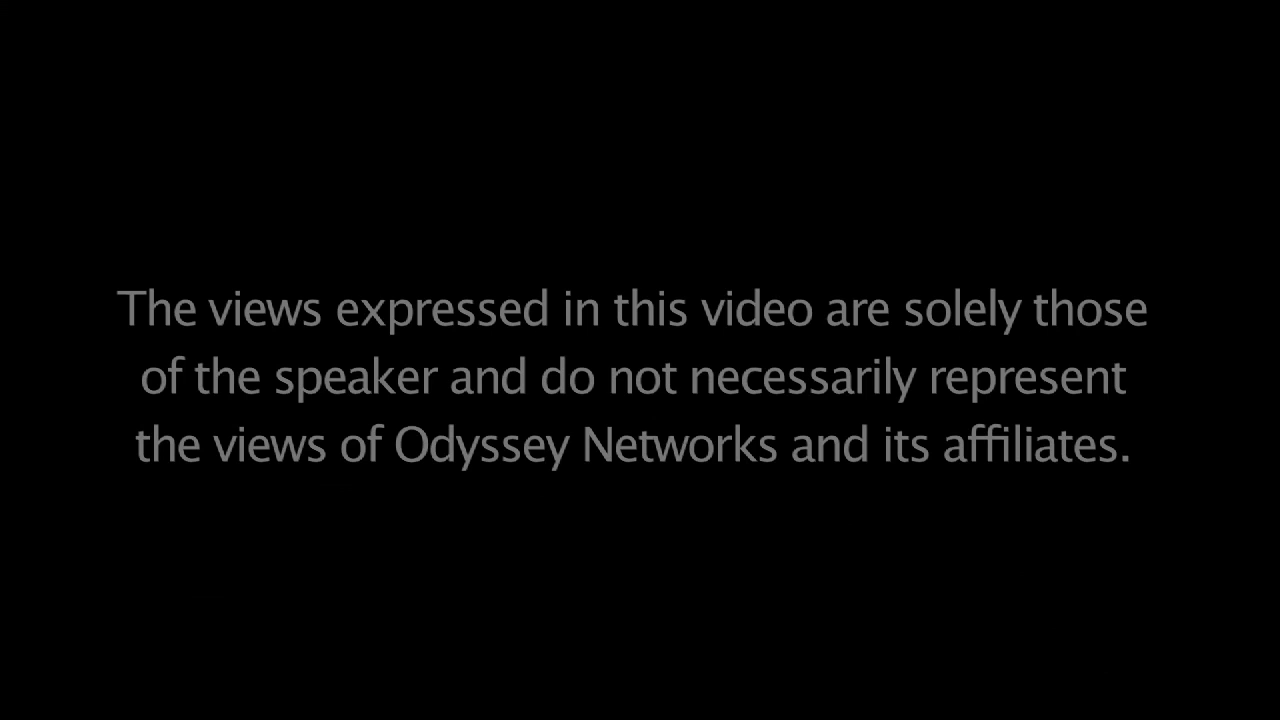 The views expressed in this video are solely those
of the speaker and do not necessarily represent
the views of Odyssey Networks and its affiliates.